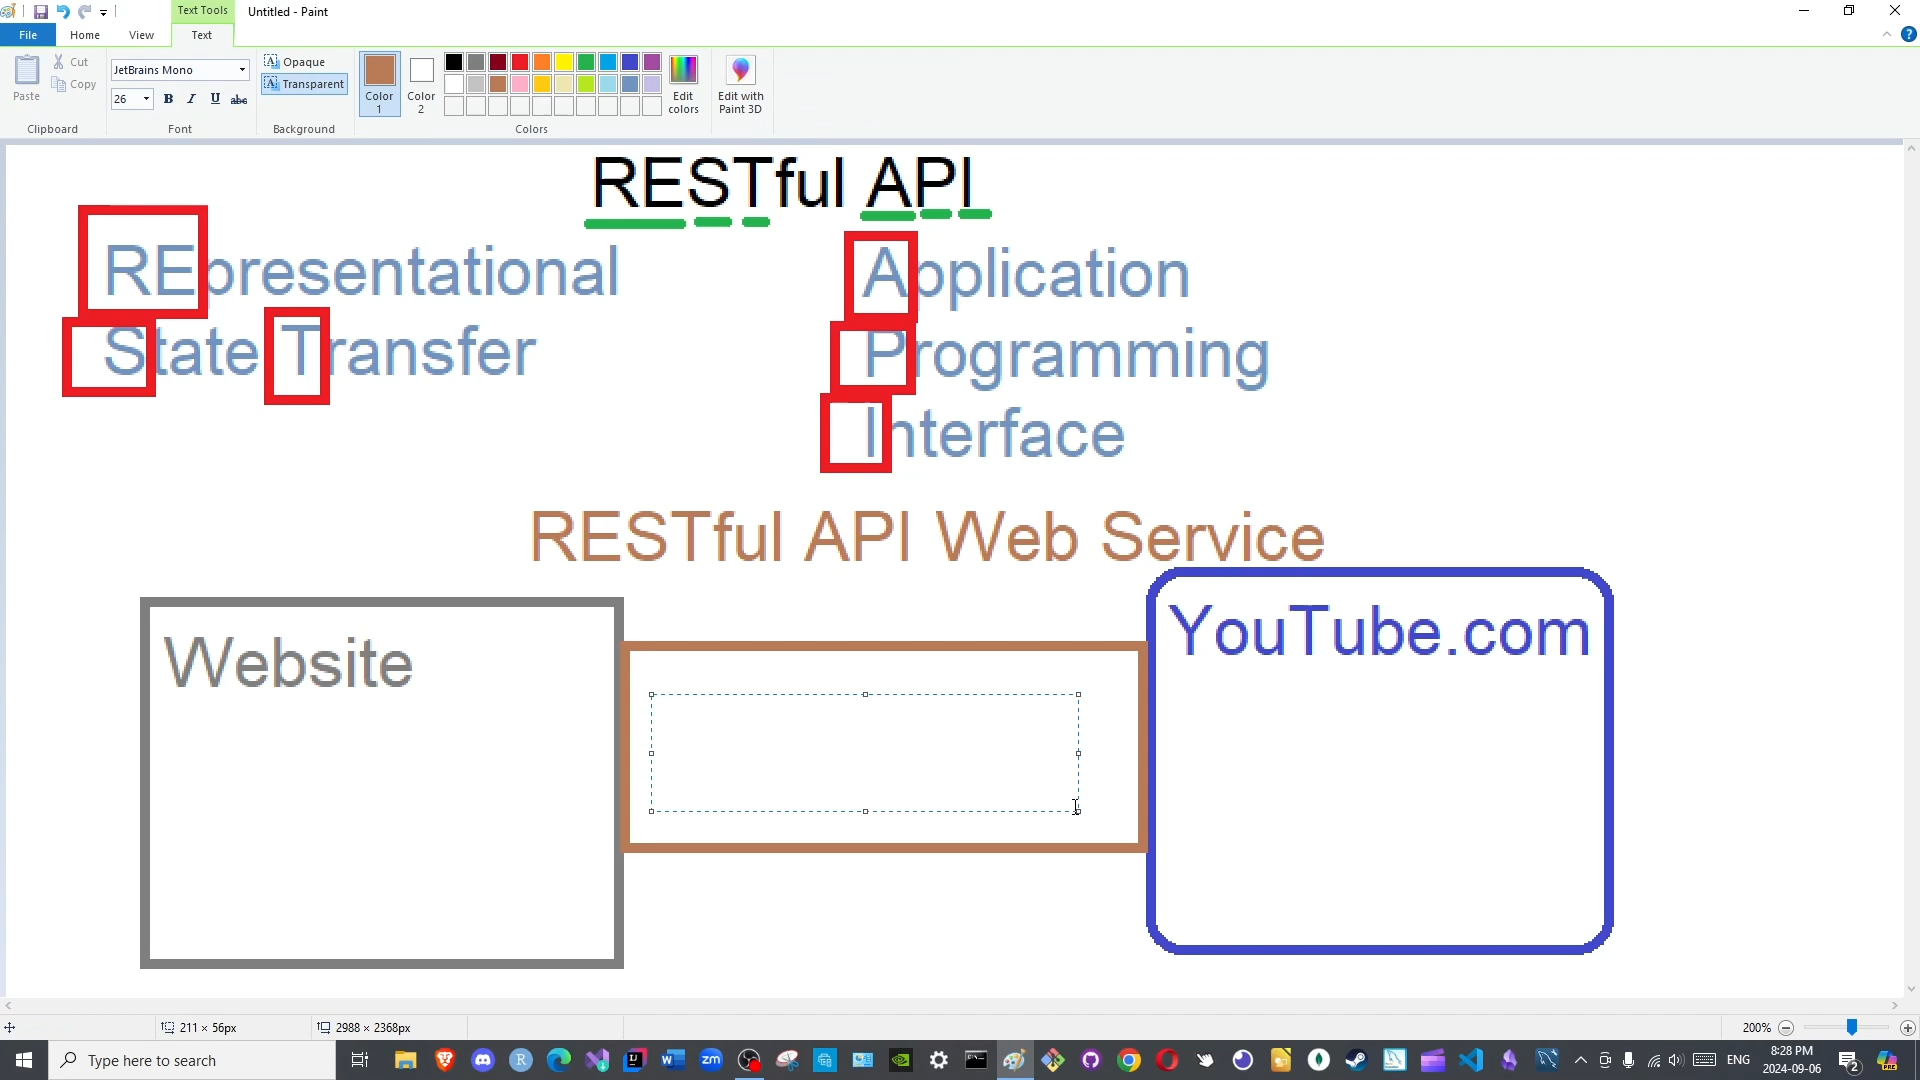 Text Tools
Untitled - Paint
File
Home
View
Text
Paste
Cut
Copy
Clipboard
JetBrains Mono
26
B
I
U
abc
Font
Opaque
Transparent
Background
Color 1
Color 2
Edit colors
Colors
Edit with Paint 3D
RESTful API
REpresentational
State Transfer
Application
Programming
Interface
RESTful API Web Service
Website
YouTube.com
211 × 56px
2988 × 2368px
200%
Type here to search
ENG
8:28 PM
2024-09-06
2